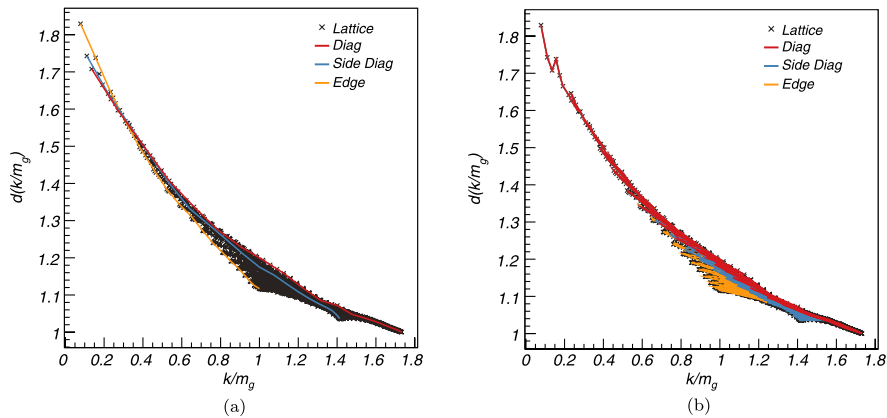 1.8
1.7
1.6
1.5
1.4
1.3
1.2
1.1
1
d(k/m_g)
× Lattice
Diag
Side Diag
Edge
0 0.2 0.4 0.6 0.8 1 1.2 1.4 1.6 1.8
k/m_g
(a)
1.8
1.7
1.6
1.5
1.4
1.3
1.2
1.1
1
d(k/m_g)
× Lattice
Diag
Side Diag
Edge
0 0.2 0.4 0.6 0.8 1 1.2 1.4 1.6 1.8
k/m_g
(b)